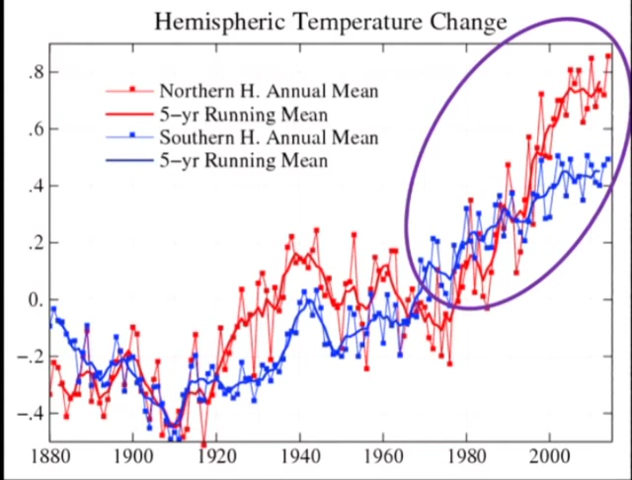 Hemispheric Temperature Change
.8
.6
.4
.2
0.
-.2
-.4
Northern H. Annual Mean
5-yr Running Mean
Southern H. Annual Mean
5-yr Running Mean
1880 1900 1920 1940 1960 1980 2000